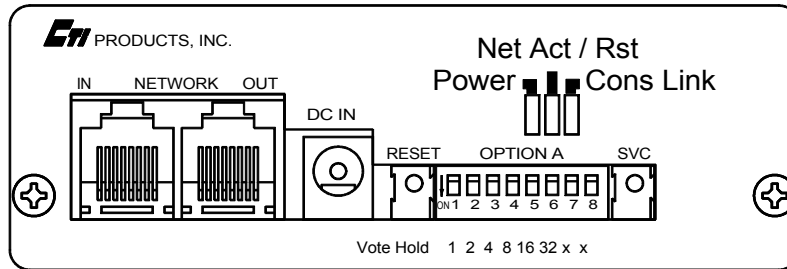 CTI PRODUCTS, INC.
Net Act / Rst
Power Cons Link
IN NETWORK OUT
DC IN
RESET OPTION A SVC
ON 1 2 3 4 5 6 7 8
Vote Hold 1 2 4 8 16 32 x x